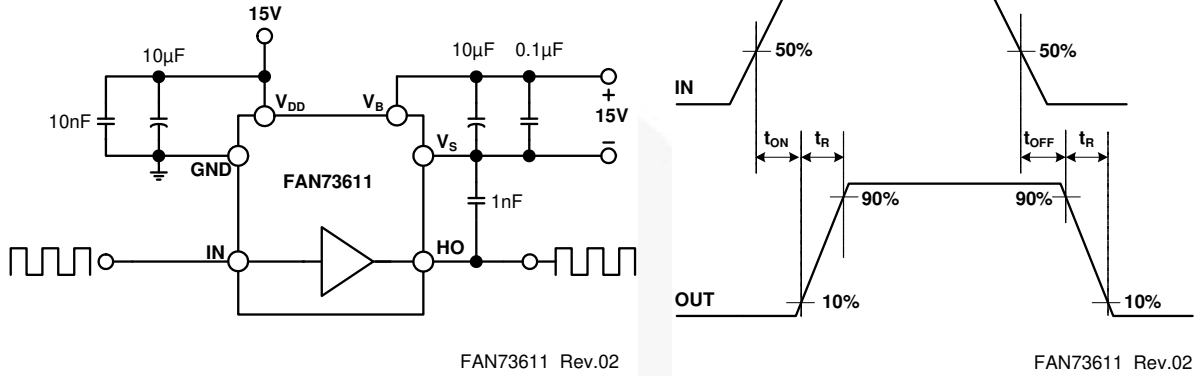 15V
10µF
10µF 0.1µF
10nF
VDD
VB
+
15V
−
VS
GND
FAN73611
1nF
IN
HO
FAN73611 Rev.02
50%
50%
IN
tON
tR
tOFF
tR
90%
90%
OUT
10%
10%
FAN73611 Rev.02